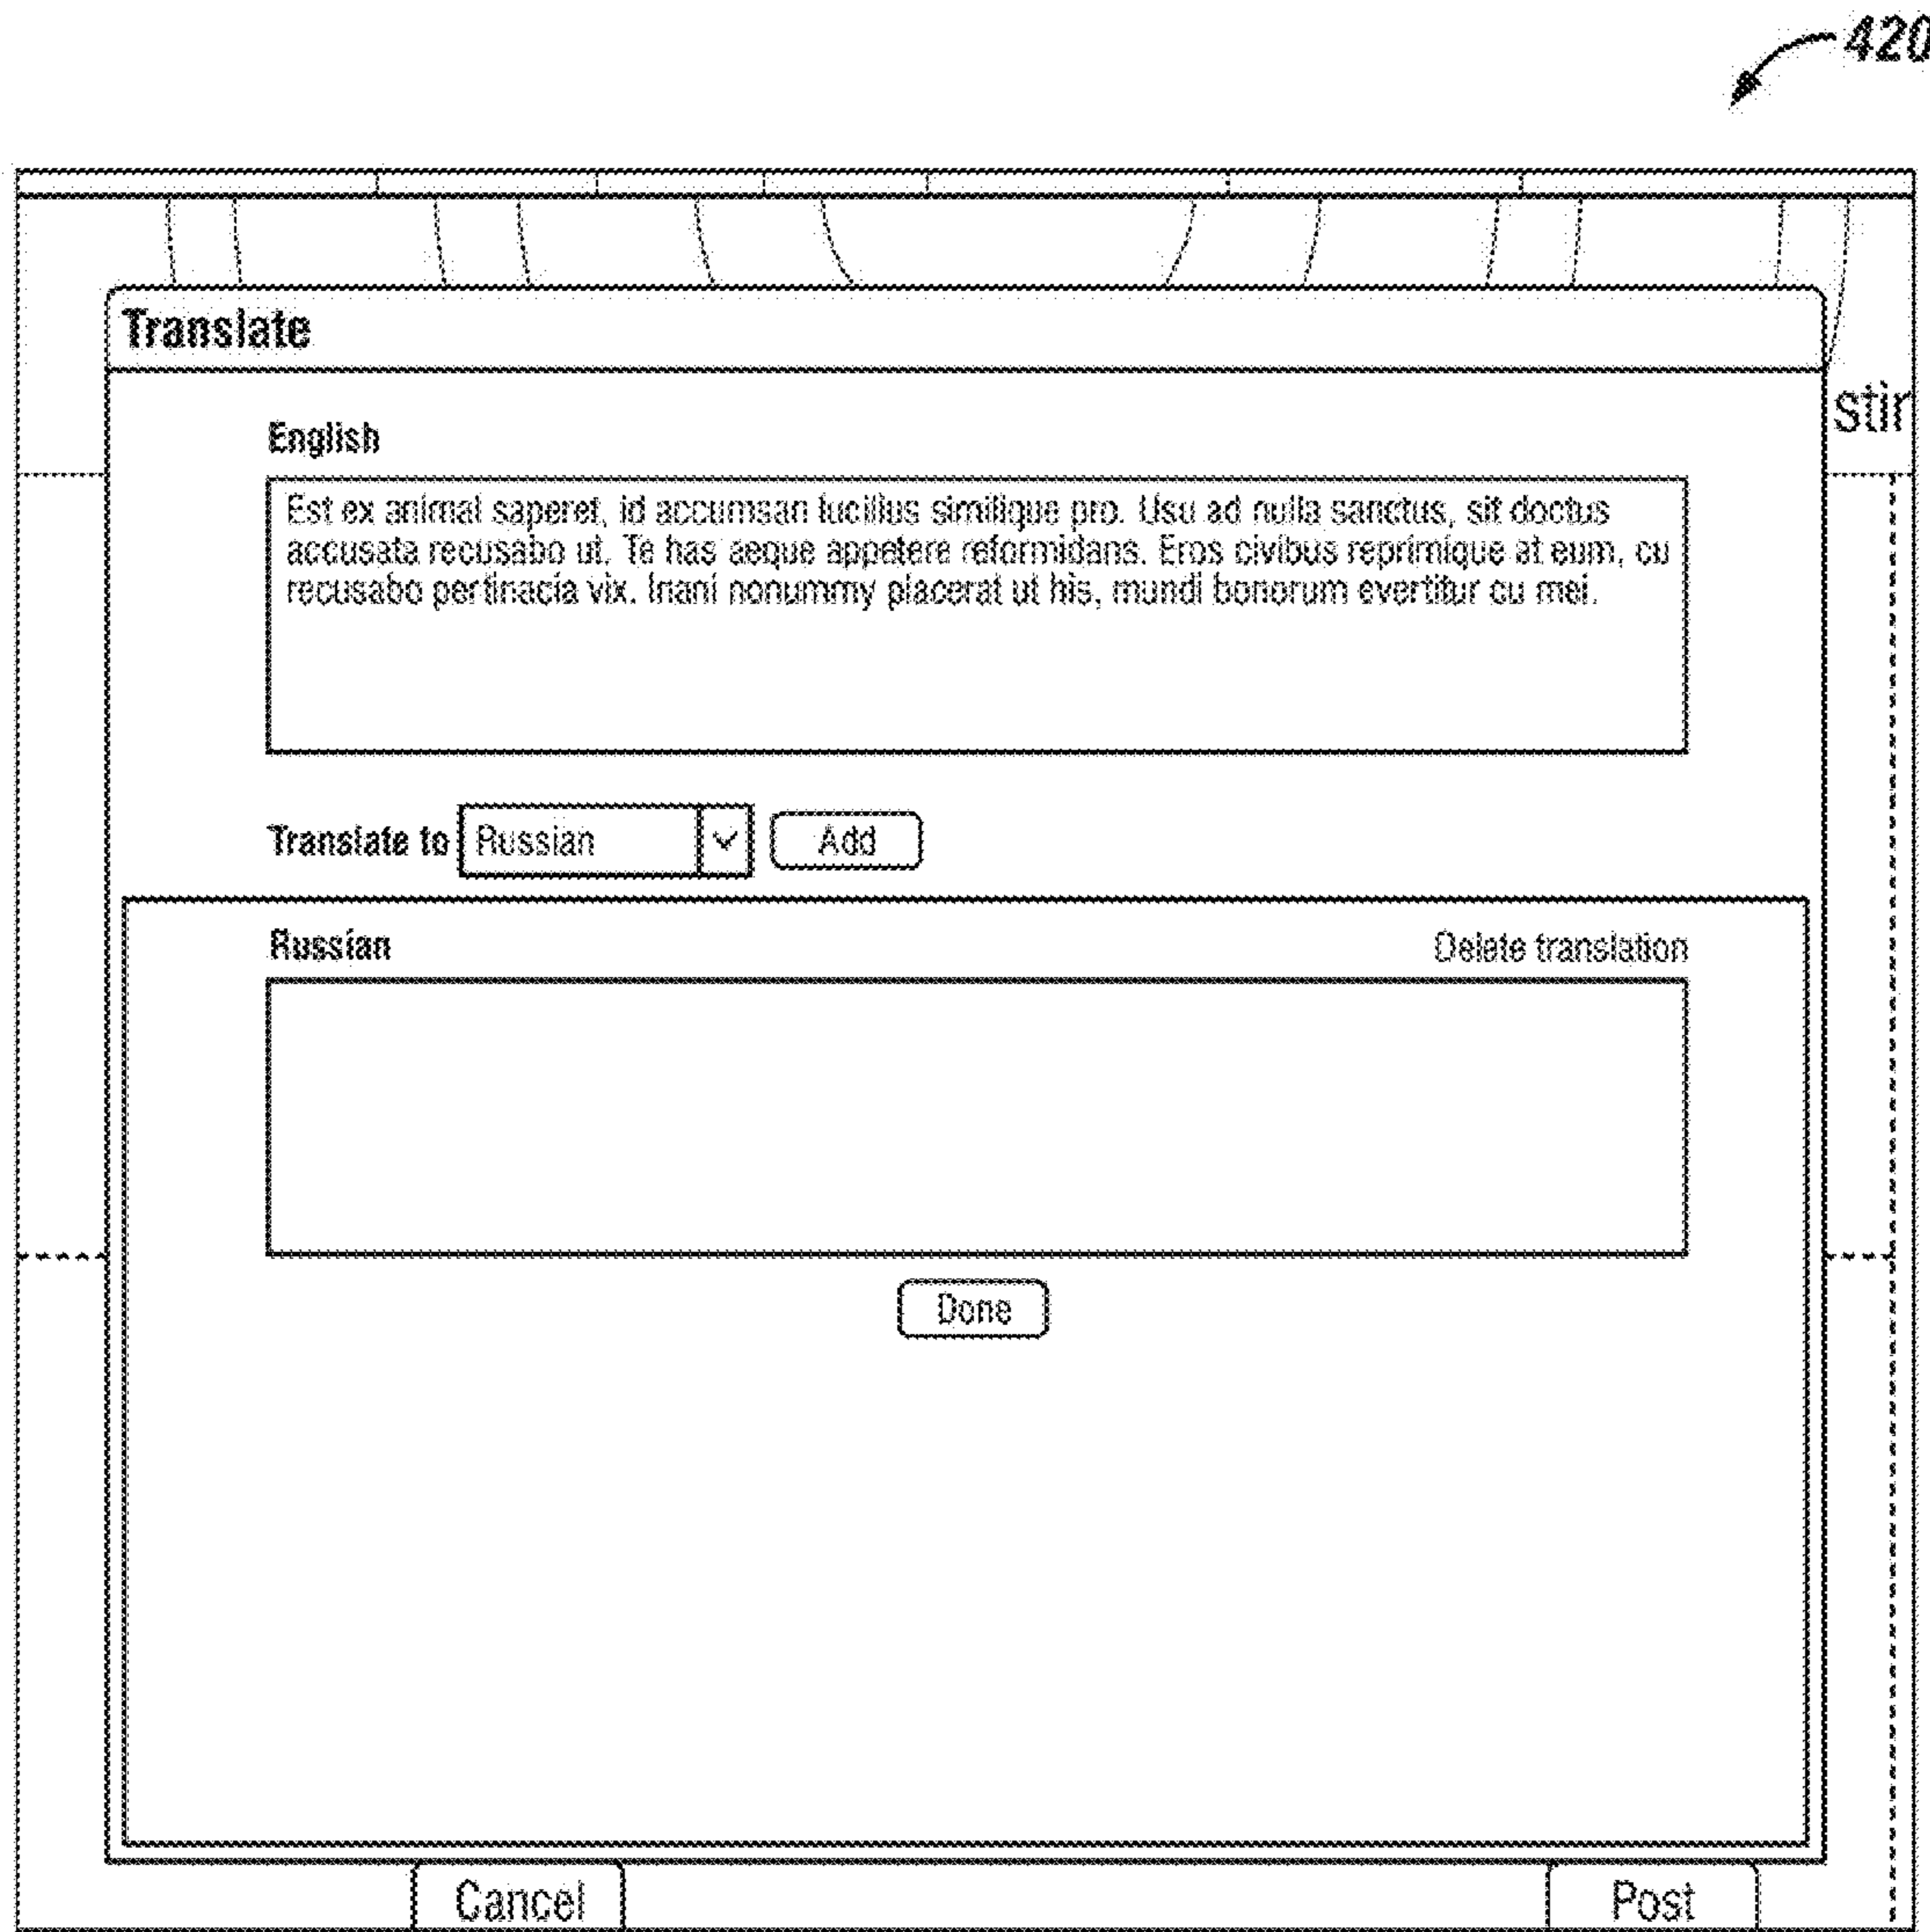 420
Translate
stir
English
Est ex animal saperet, id accumsan lucilius similique pro. Usu ad nulla sanctus, sit doctus
accusata recusabo ut. Te has aeque appetere reformidans. Eros civibus reprimique at eum, cu
recusabo pertinacia vix. Inani nonummy placerat ut his, mundi bonorum evertitur cu mei.
Translate to Russian Add
Russian Delete translation
Done
Cancel Post